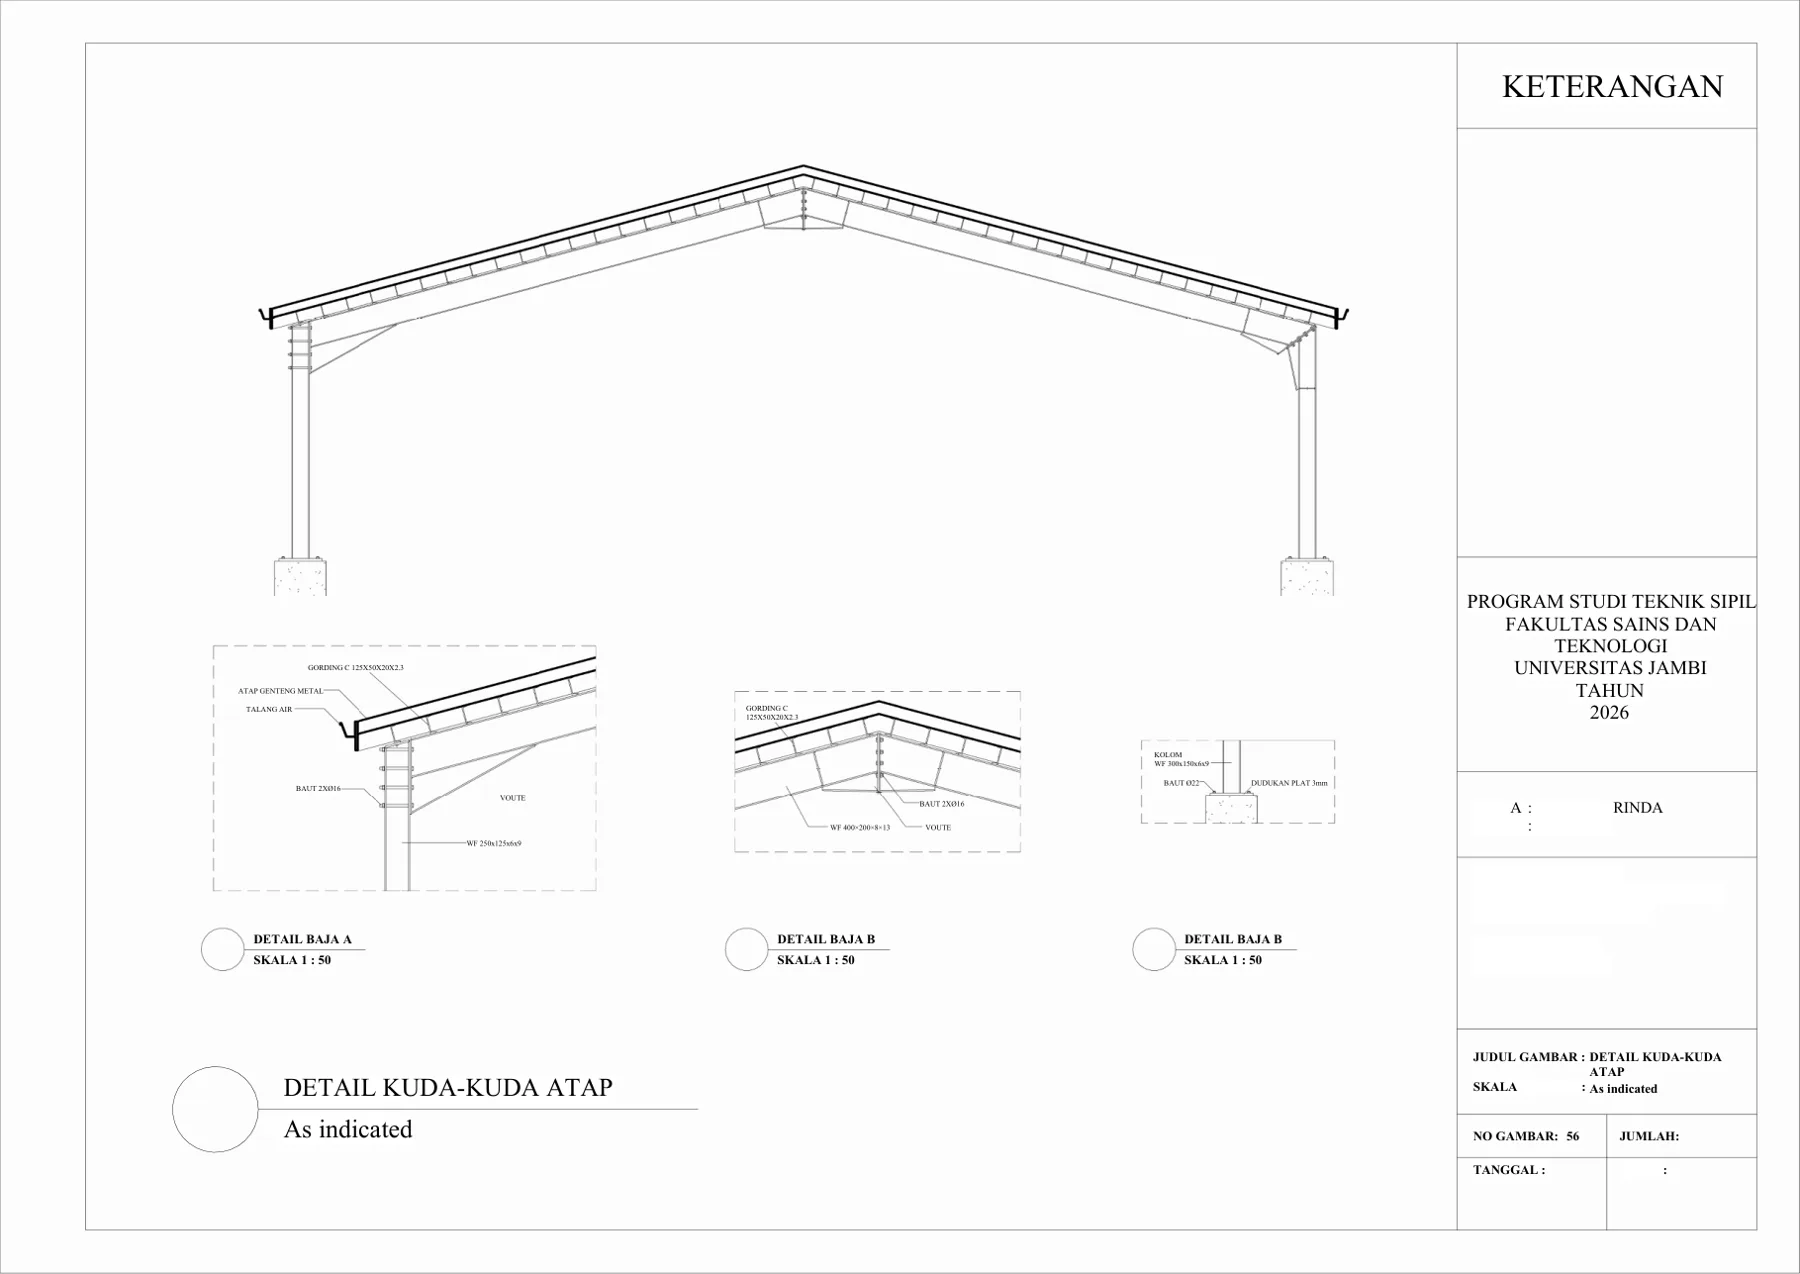 KETERANGAN
GORDING C 125X50X20X2.3
ATAP GENTENG METAL
TALANG AIR
BAUT 2XØ16
VOUTE
WF 250x125x6x9
GORDING C
125X50X20X2.3
BAUT 2XØ16
WF 400×200×8×13
VOUTE
KOLOM
WF 300x150x6x9
BAUT Ø22
DUDUKAN PLAT 3mm
DETAIL BAJA A
SKALA 1 : 50
DETAIL BAJA B
SKALA 1 : 50
DETAIL BAJA B
SKALA 1 : 50
DETAIL KUDA-KUDA ATAP
As indicated
PROGRAM STUDI TEKNIK SIPIL
FAKULTAS SAINS DAN
TEKNOLOGI
UNIVERSITAS JAMBI
TAHUN
2026
A : RINDA
:
JUDUL GAMBAR : DETAIL KUDA-KUDA
ATAP
SKALA : As indicated
NO GAMBAR: 56 JUMLAH:
TANGGAL : :